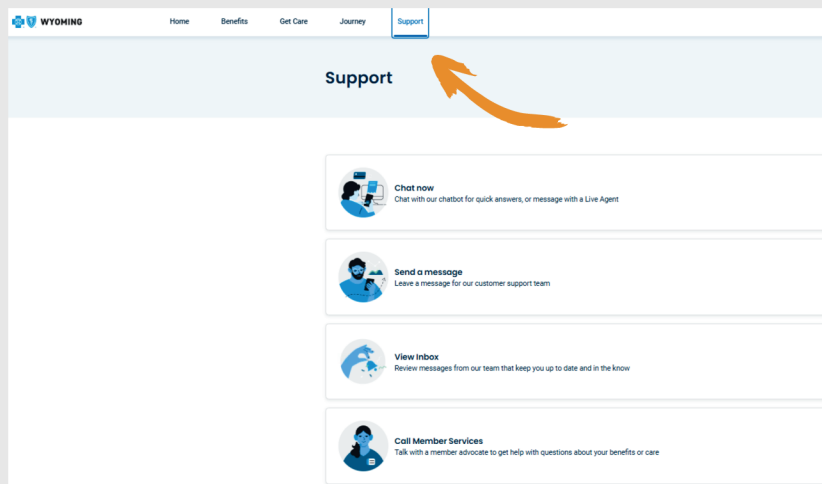 WYOMING
Home Benefits Get Care Journey Support
Support
Chat now
Chat with our chatbot for quick answers, or message with a Live Agent
Send a message
Leave a message for our customer support team
View Inbox
Review messages from our team that keep you up to date and in the know
Call Member Services
Talk with a member advocate to get help with questions about your benefits or care